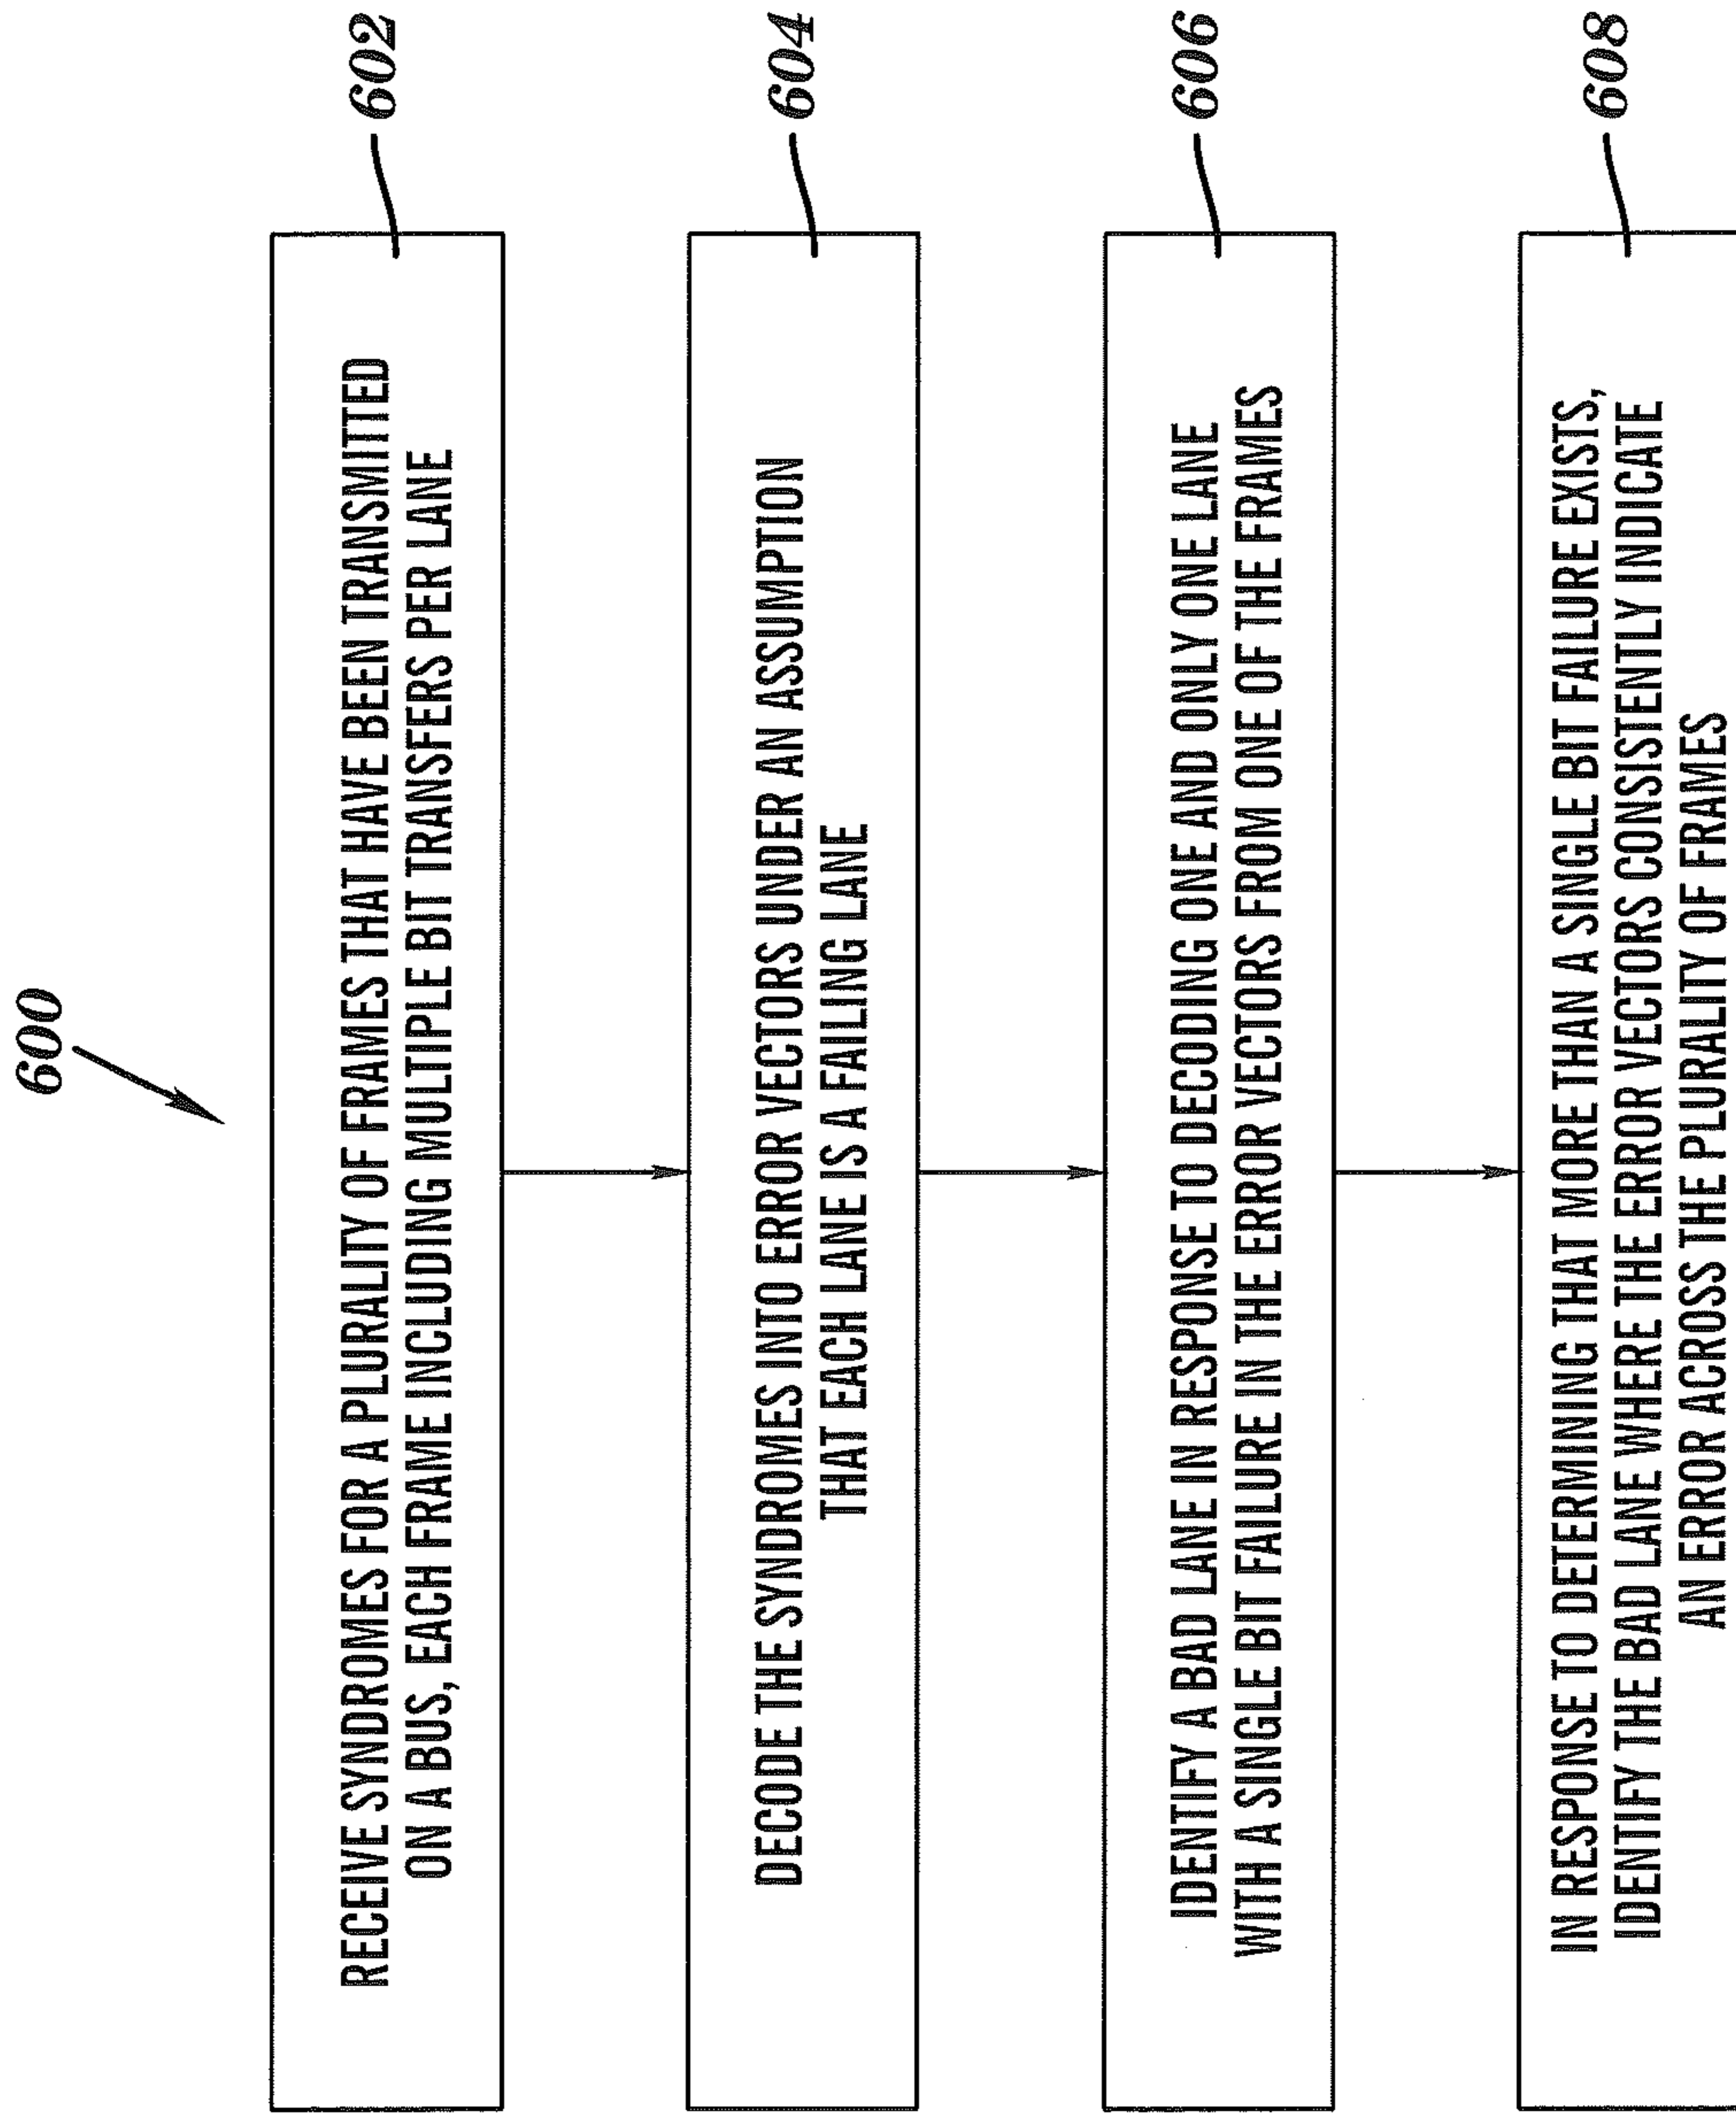 600
602
RECEIVE SYNDROMES FOR A PLURALITY OF FRAMES THAT HAVE BEEN TRANSMITTED
ON A BUS, EACH FRAME INCLUDING MULTIPLE BIT TRANSFERS PER LANE
604
DECODE THE SYNDROMES INTO ERROR VECTORS UNDER AN ASSUMPTION
THAT EACH LANE IS A FAILING LANE
606
IDENTIFY A BAD LANE IN RESPONSE TO DECODING ONE AND ONLY ONE LANE
WITH A SINGLE BIT FAILURE IN THE ERROR VECTORS FROM ONE OF THE FRAMES
608
IN RESPONSE TO DETERMINING THAT MORE THAN A SINGLE BIT FAILURE EXISTS,
IDENTIFY THE BAD LANE WHERE THE ERROR VECTORS CONSISTENTLY INDICATE
AN ERROR ACROSS THE PLURALITY OF FRAMES